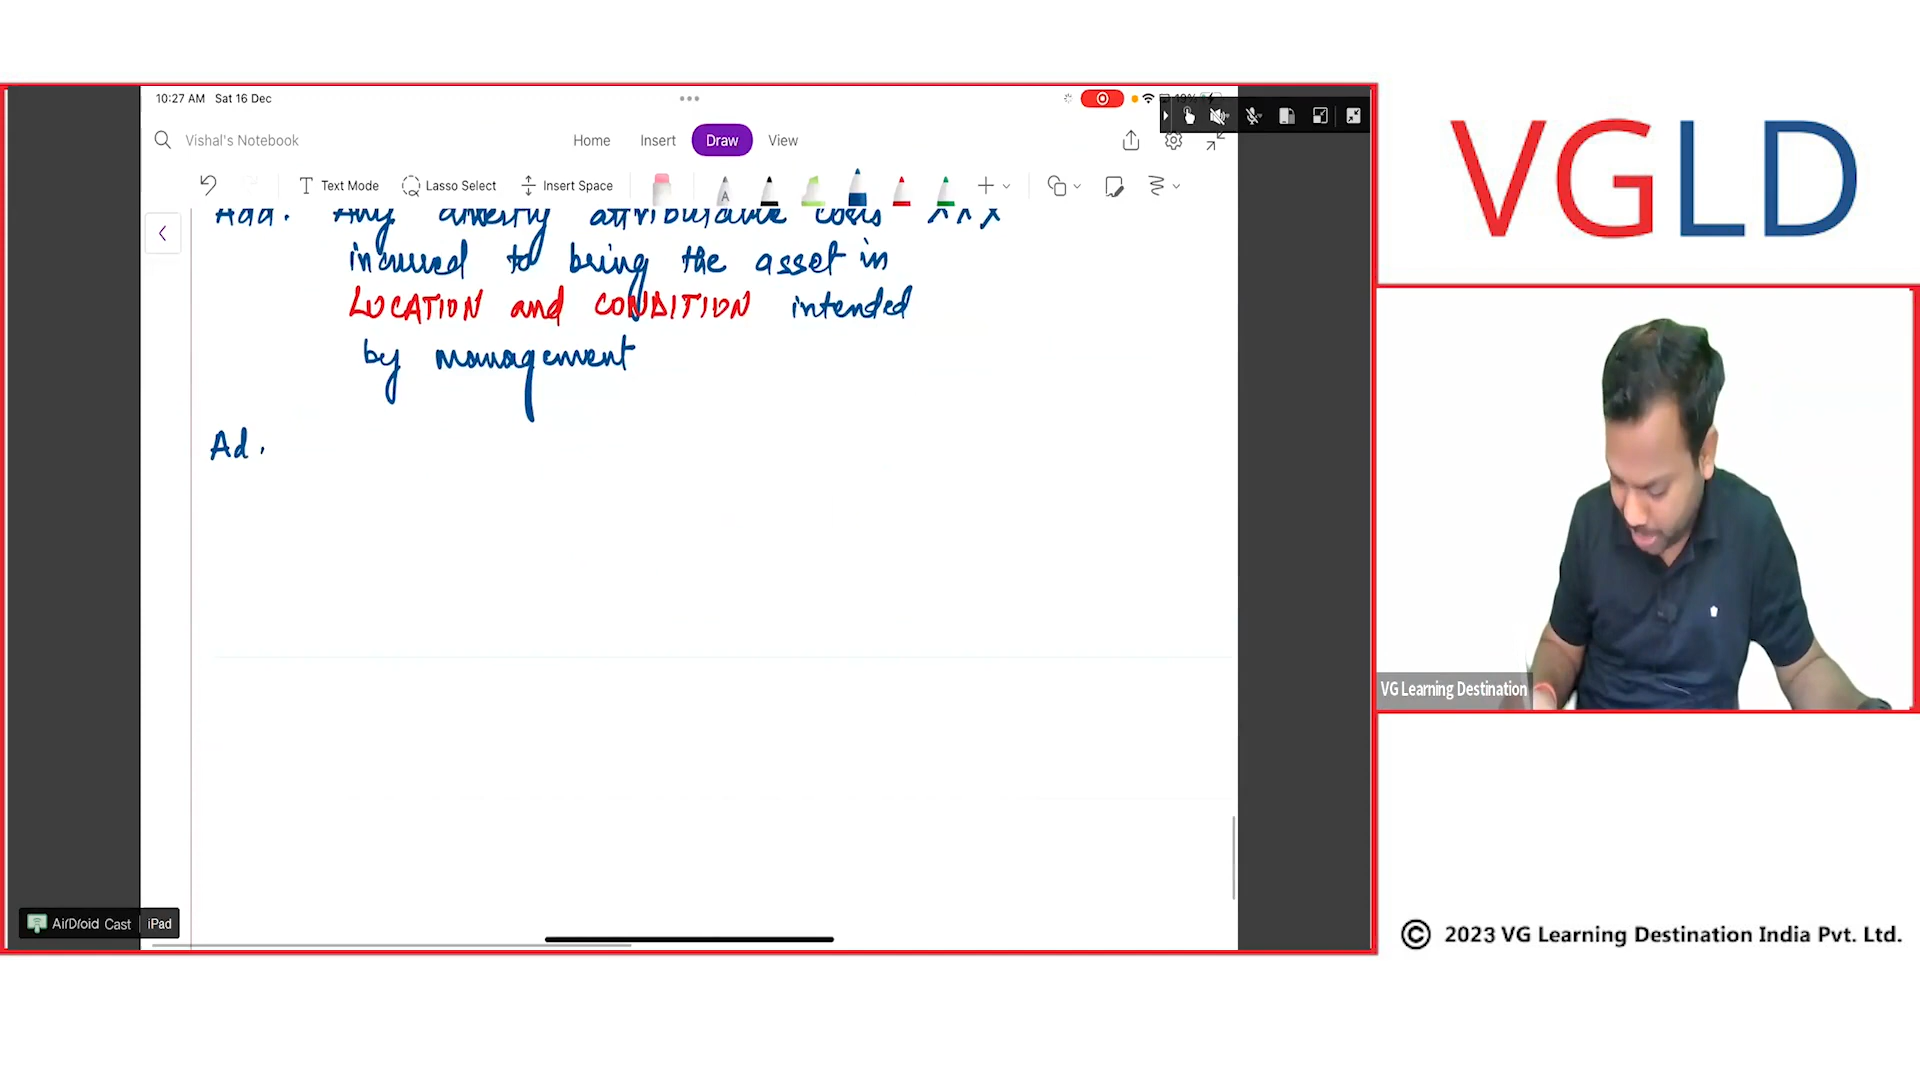 10:27 AM Sat 16 Dec
49%
Vishal's Notebook
Home Insert Draw View
Text Mode Lasso Select Insert Space
Add. Any directly attributable costs XXX
incurred to bring the asset in
LOCATION and CONDITION intended
by management
Ad.
AirDroid Cast iPad
VGLD
VG Learning Destination
© 2023 VG Learning Destination India Pvt. Ltd.